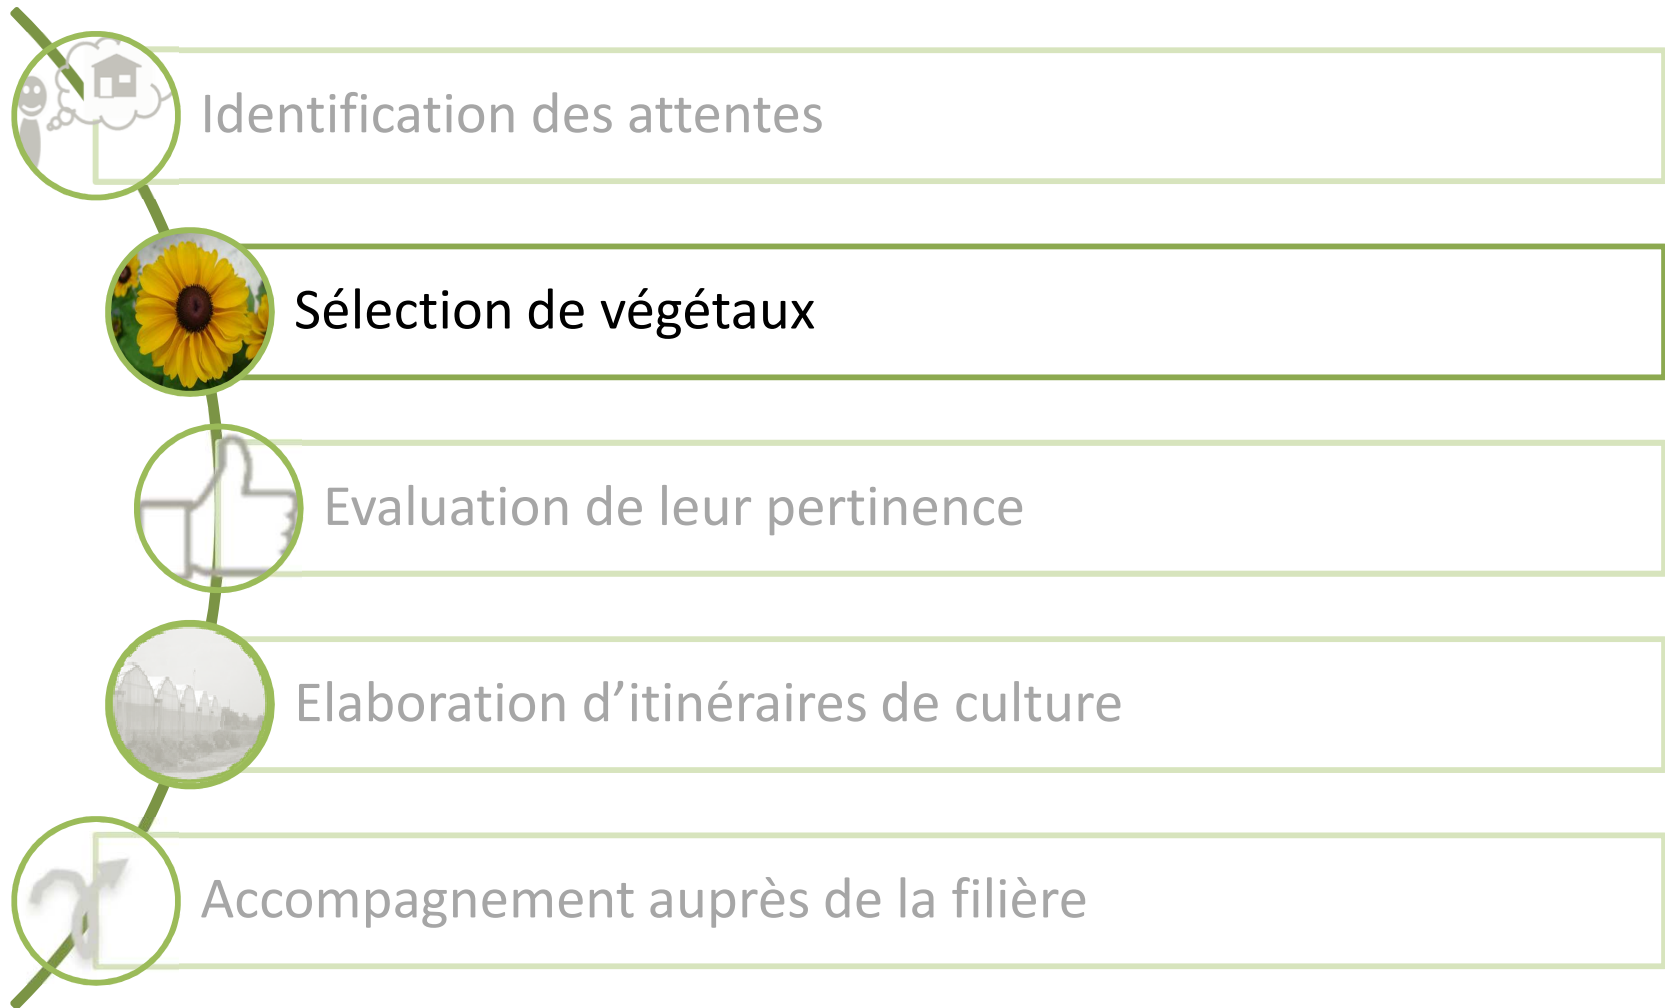 Identification des attentes
Sélection de végétaux
Evaluation de leur pertinence
Elaboration d’itinéraires de culture
Accompagnement auprès de la filière